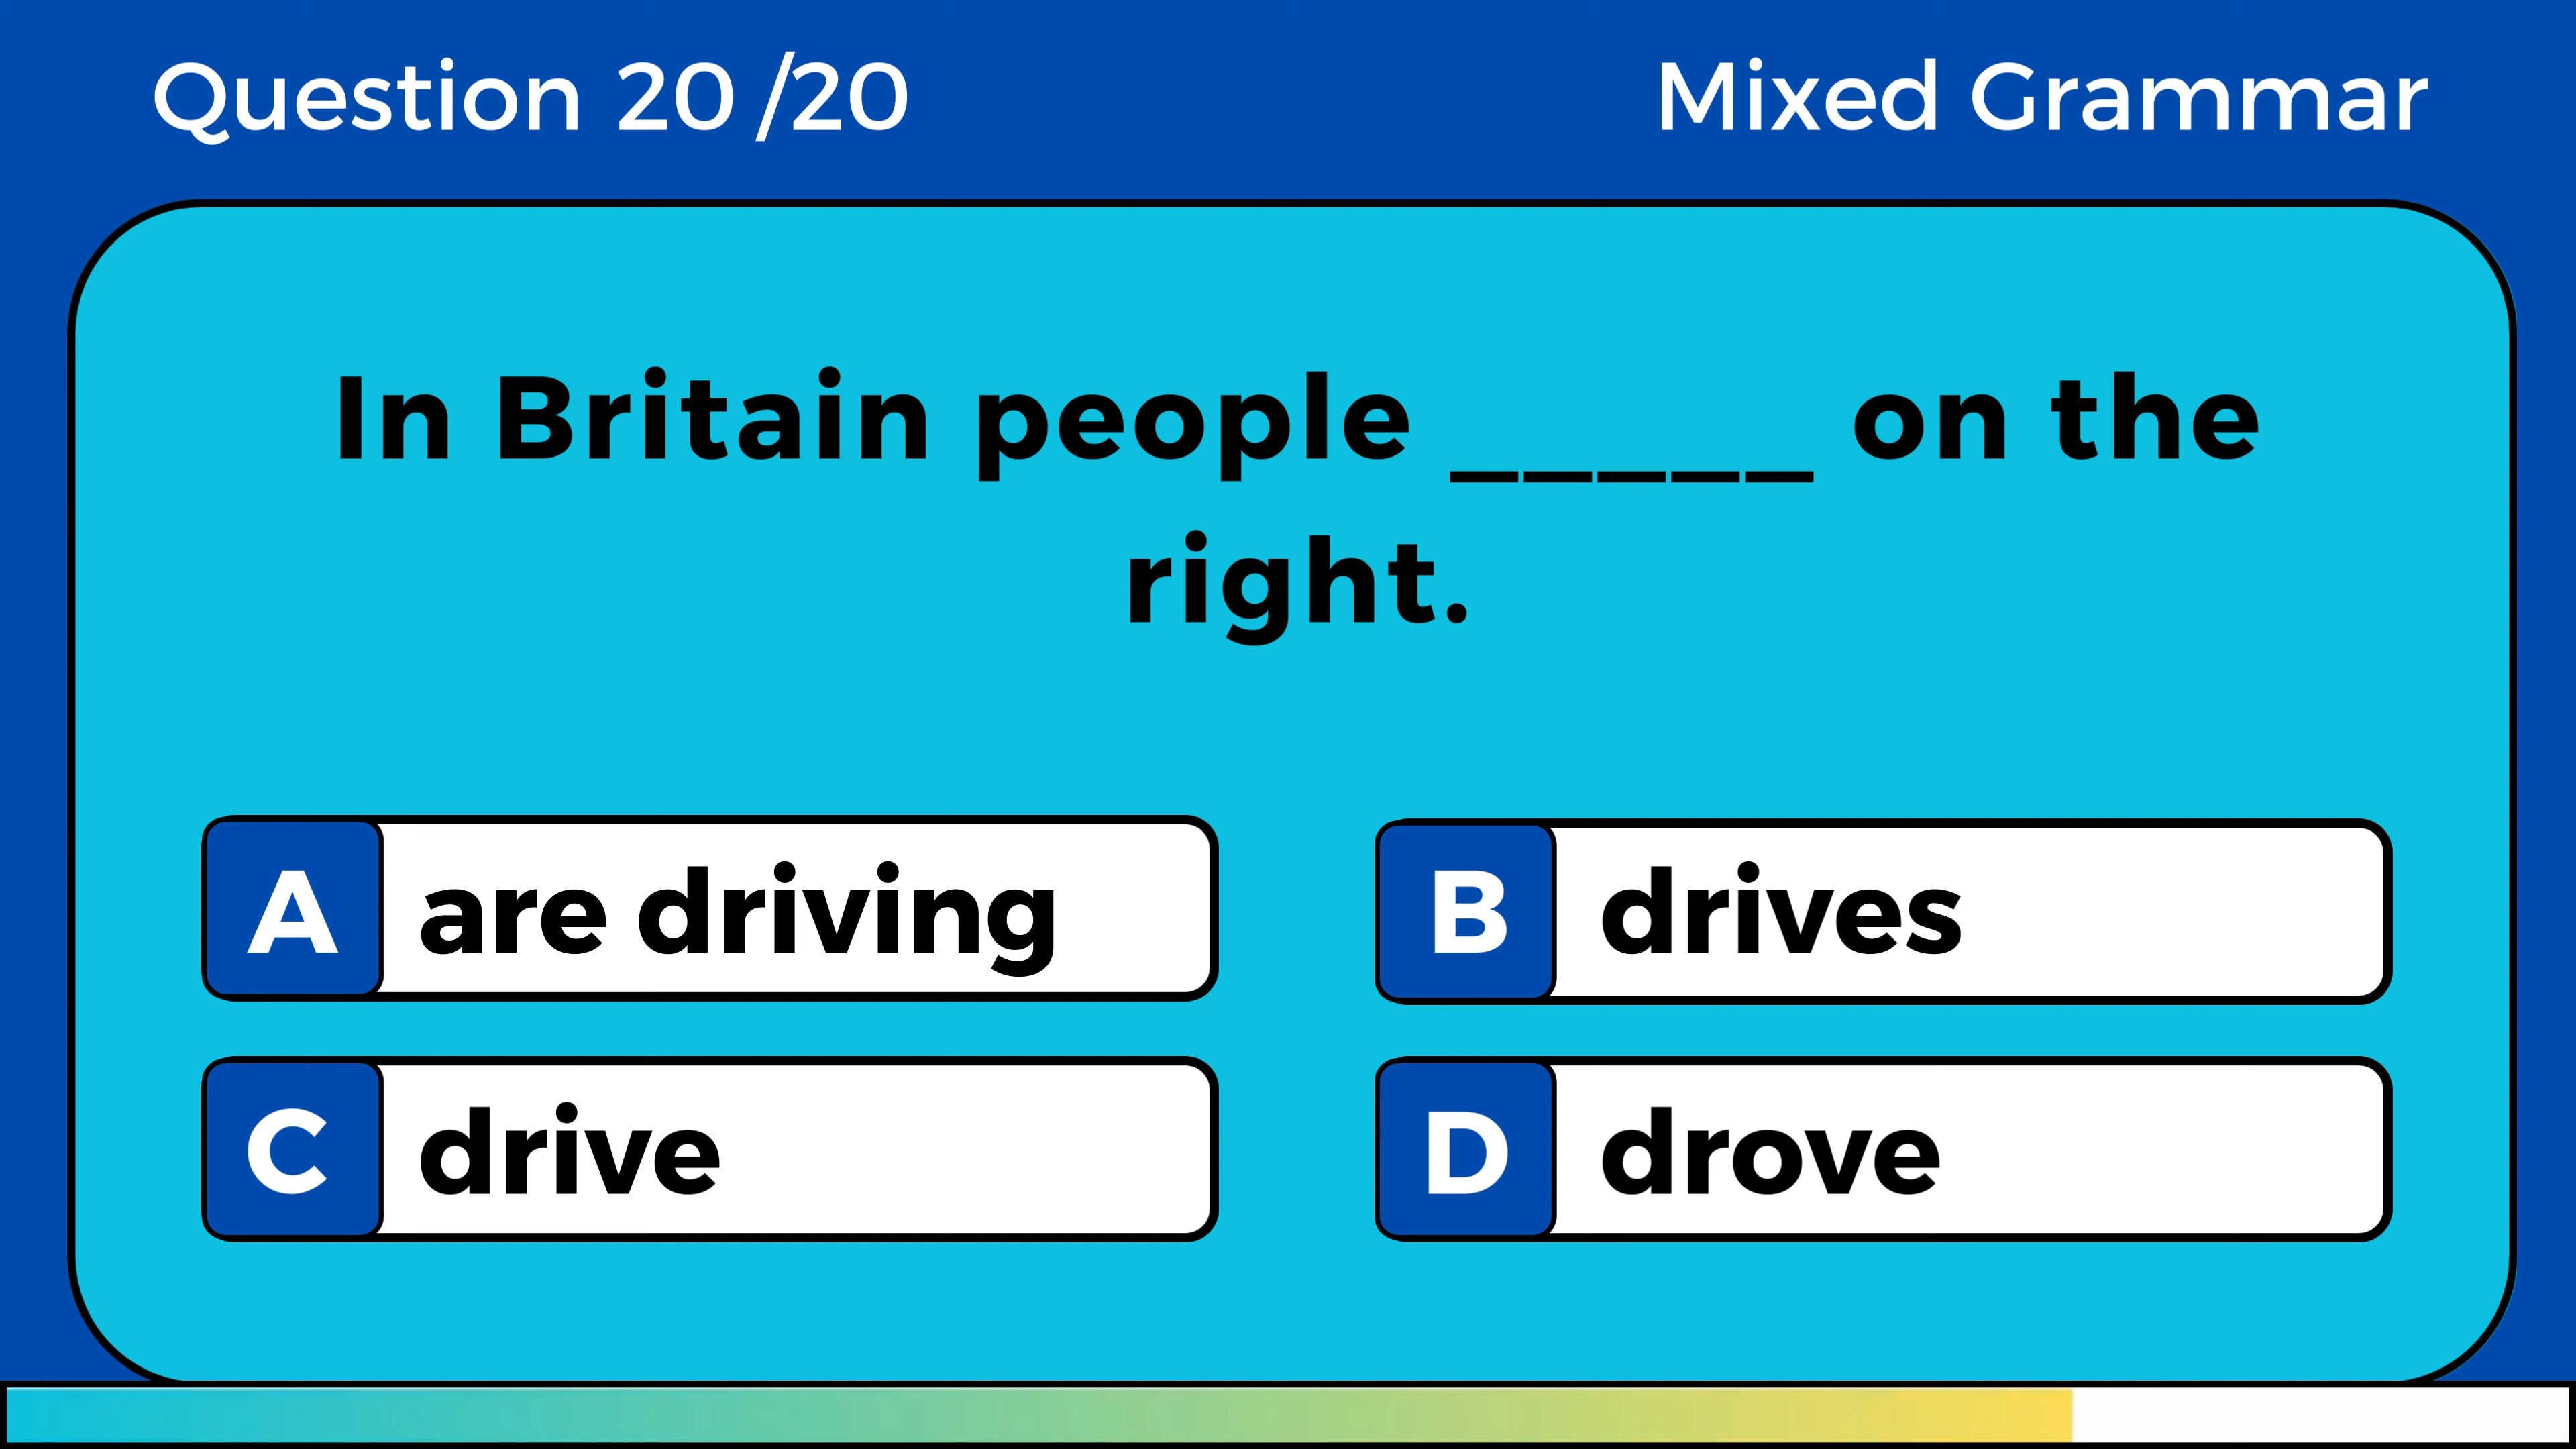 Question 20 /20
Mixed Grammar
In Britain people _____ on the
right.
A are driving
B drives
C drive
D drove